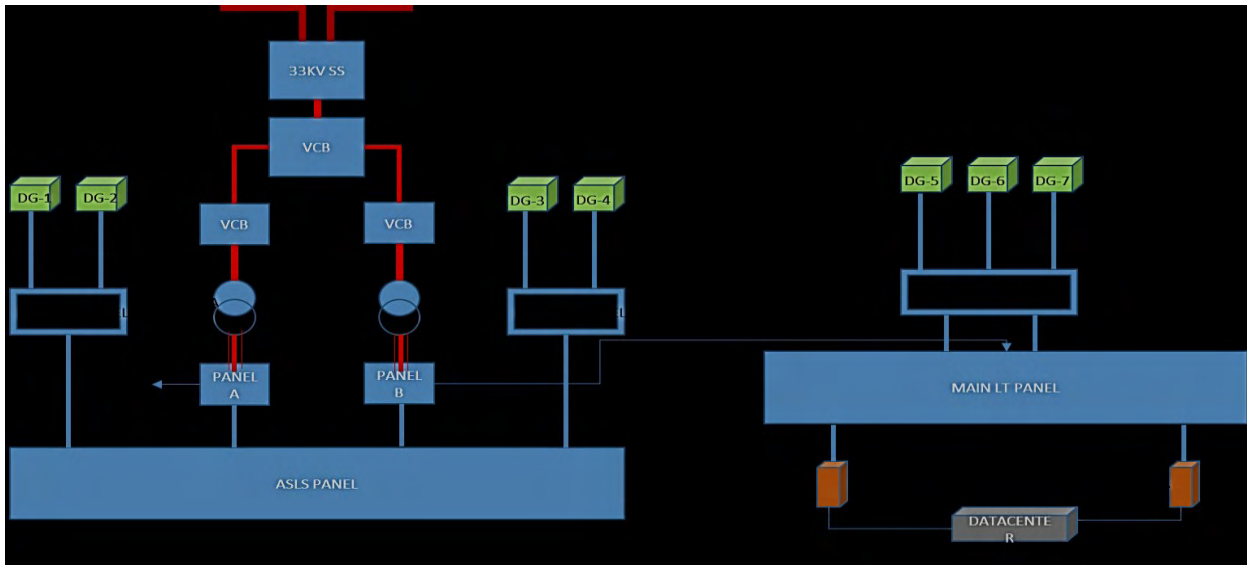 33KV SS
VCB
VCB
VCB
DG-1
DG-2
DG-3
DG-4
DG-5
DG-6
DG-7
PANEL
A
PANEL
B
MAIN LT PANEL
ASLS PANEL
DATACENTE
R